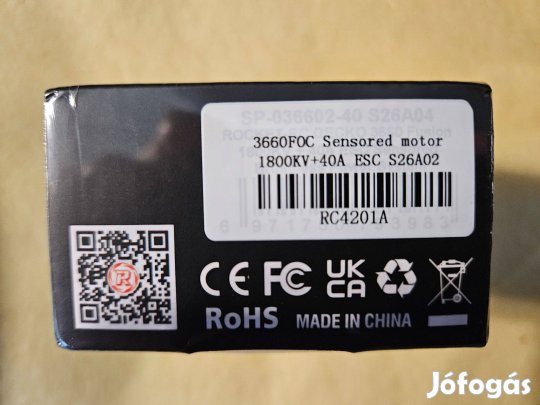 SP-036602-40 S26A04
3660FOC Sensored motor
1800KV+40A ESC S26A02
RC4201A
R
CE FC UK CA
RoHS MADE IN CHINA
Jófogás